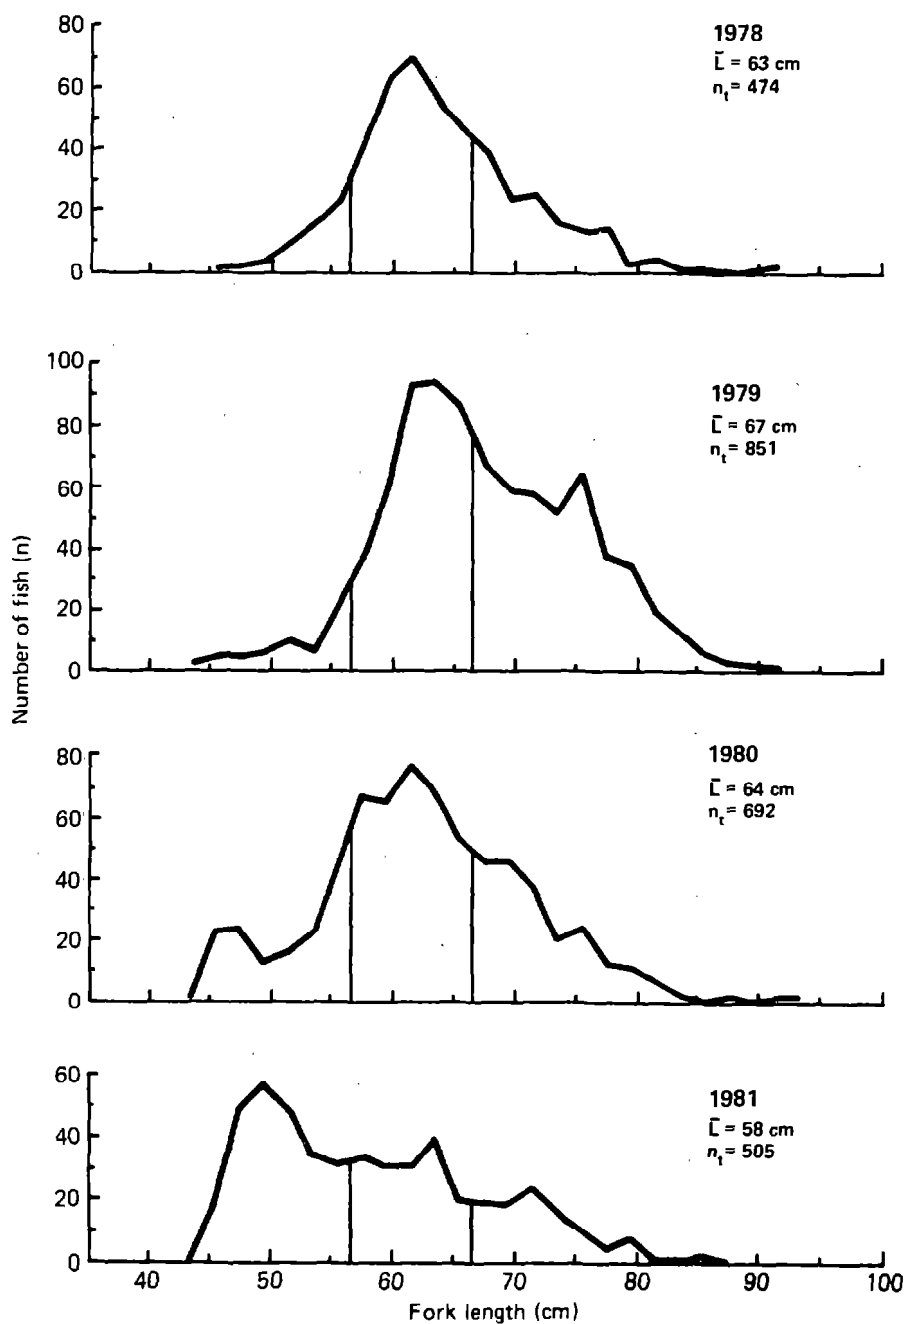 80
60
40
20
0
1978
L̄ = 63 cm
nₜ = 474
100
80
60
40
20
0
1979
L̄ = 67 cm
nₜ = 851
Number of fish (n)
80
60
40
20
0
1980
L̄ = 64 cm
nₜ = 692
60
40
20
0
1981
L̄ = 58 cm
nₜ = 505
40 50 60 70 80 90 100
Fork length (cm)